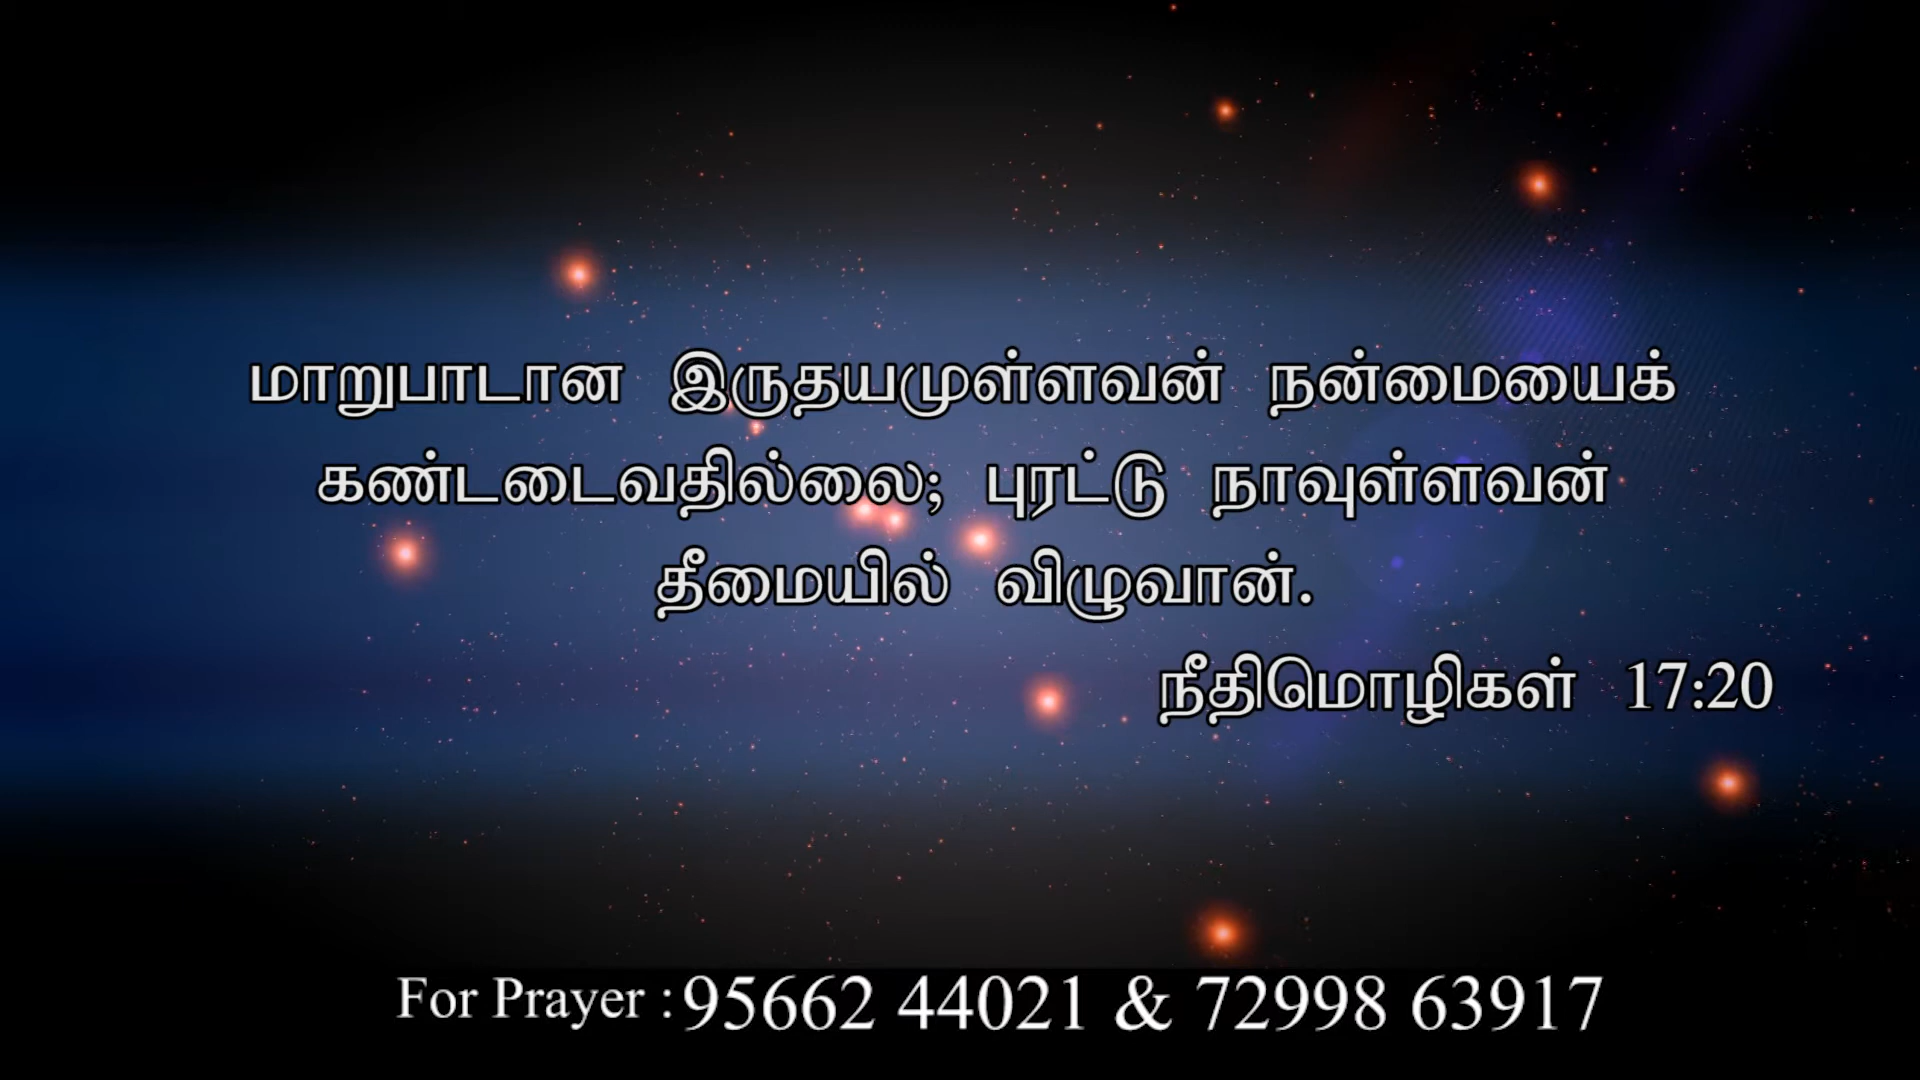 மாறுபாடான இருதயமுள்ளவன் நன்மையைக்
கண்டடைவதில்லை; புரட்டு நாவுள்ளவன்
தீமையில் விழுவான்.
நீதிமொழிகள் 17:20
For Prayer : 95662 44021 & 72998 63917